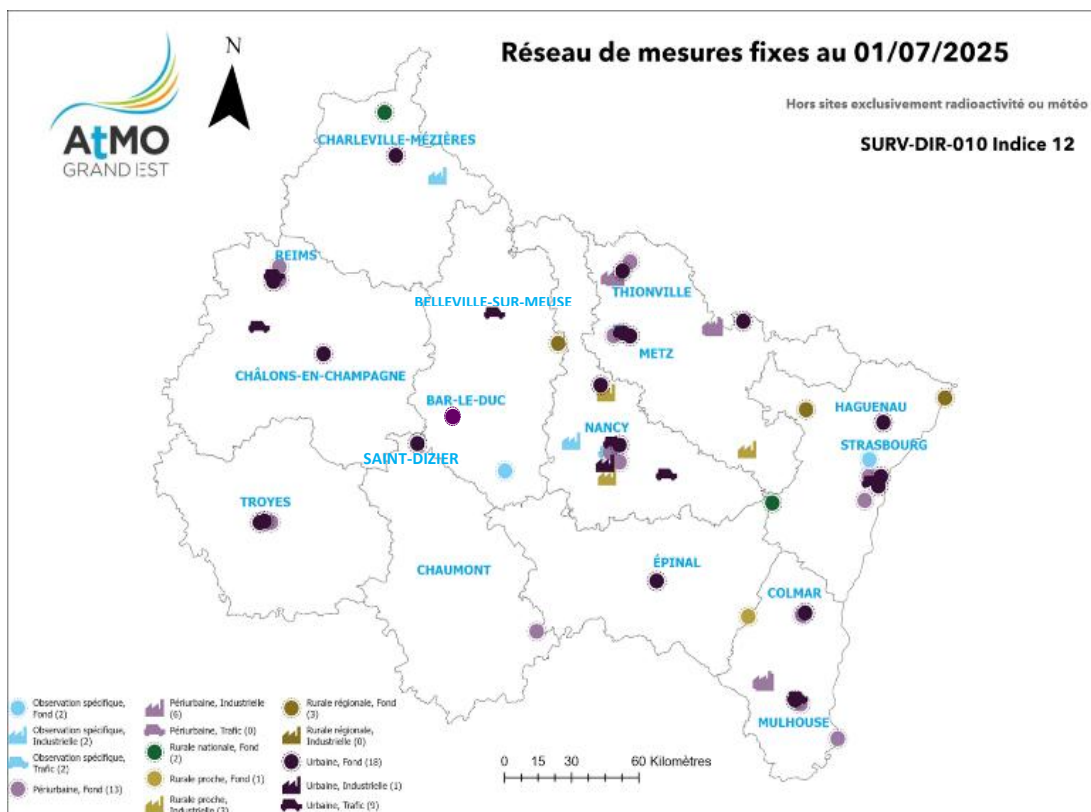 Réseau de mesures fixes au 01/07/2025
Hors sites exclusivement radioactivité ou météo
SURV-DIR-010 Indice 12
N
AtMO
GRAND EST
CHARLEVILLE-MÉZIÈRES
REIMS
BELLEVILLE-SUR-MEUSE
THIONVILLE
METZ
CHÂLONS-EN-CHAMPAGNE
BAR-LE-DUC
HAGUENAU
NANCY
STRASBOURG
SAINT-DIZIER
TROYES
CHAUMONT
ÉPINAL
COLMAR
MULHOUSE
Observation spécifique,
Fond (2)
Observation spécifique,
Industrielle (2)
Observation spécifique,
Trafic (2)
Périurbaine, Fond (13)
Périurbaine, Industrielle
(6)
Périurbaine, Trafic (0)
Rurale nationale, Fond
(2)
Rurale proche, Fond (1)
Rurale proche,
Industrielle (3)
Rurale régionale, Fond
(3)
Rurale régionale,
Industrielle (0)
Urbaine, Fond (18)
Urbaine, Industrielle (1)
Urbaine, Trafic (9)
0 15 30 60 Kilomètres